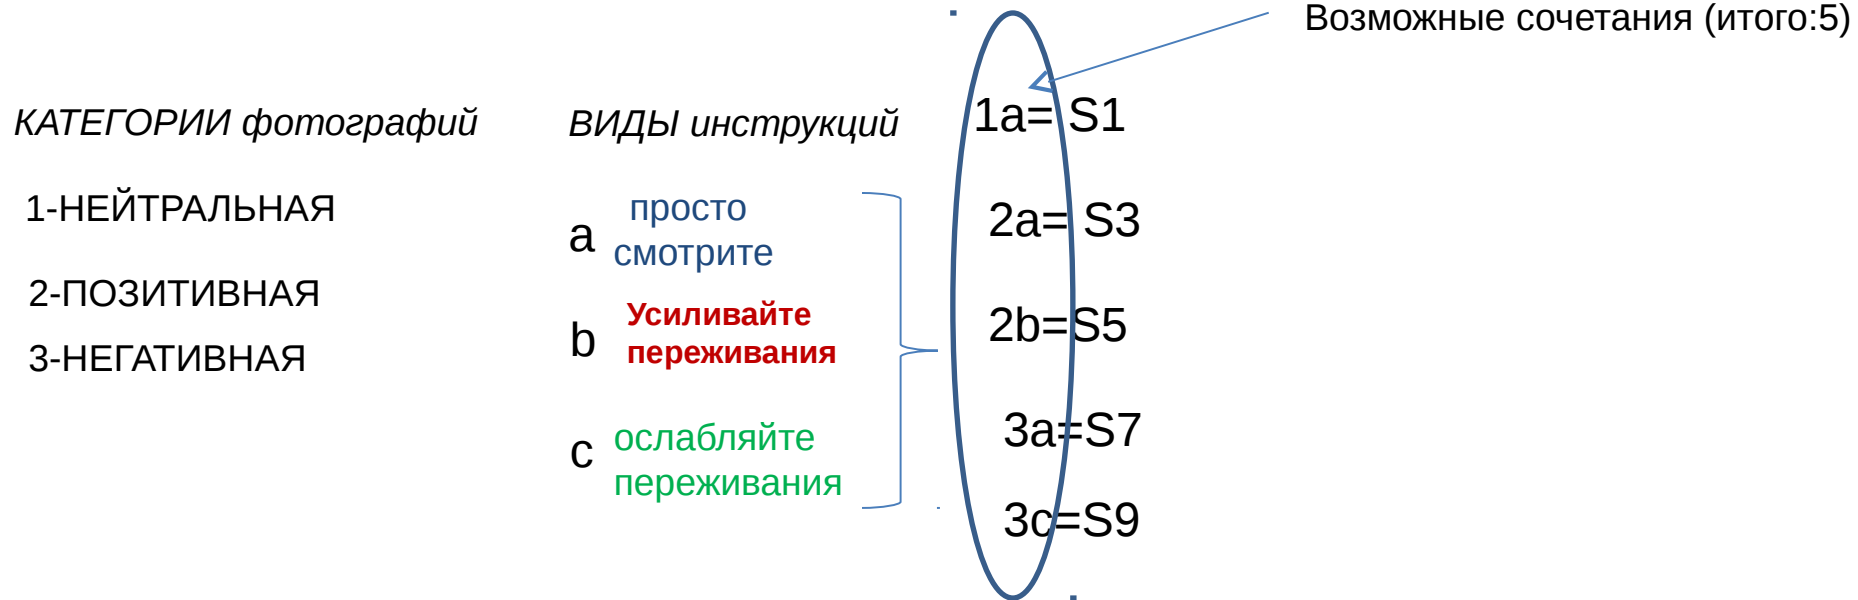 Возможные сочетания (итого:5)
КАТЕГОРИИ фотографий
1-НЕЙТРАЛЬНАЯ
2-ПОЗИТИВНАЯ
3-НЕГАТИВНАЯ
ВИДЫ инструкций
a просто
смотрите
b Усиливайте
переживания
c ослабляйте
переживания
1a= S1
2a= S3
2b=S5
3a=S7
3c=S9